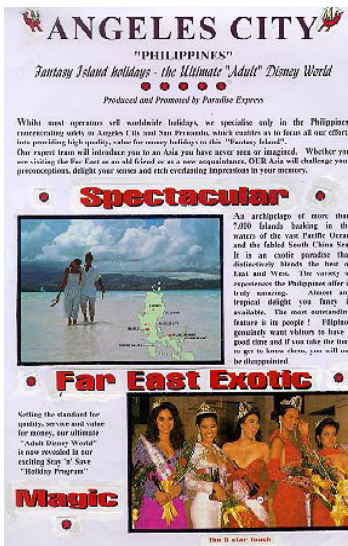 ANGELES CITY
"PHILIPPINES"
Fantasy Island holidays - the Ultimate "Adult" Disney World
Produced and Promoted by Paradise Express
Whilst most operators sell worldwide holidays, we specialise only in the Philippines
concentrating solely in Angeles City and San Fernando, which enables us to focus all our effort
into providing high quality, value for money holidays to this "Fantasy Island".
Our expert team will introduce you to an Asia you have never seen or imagined. Whether you
are visiting the Far East as an old friend or as a new acquaintance, OUR Asia will challenge your
preconceptions, delight your senses and etch everlasting impressions in your memory.
Spectacular
An archipelago of more than
7,000 Islands basking in the
waters of the vast Pacific Ocean
and the fabled South China Sea
It is an exotic paradise that
distinctively blends the best of
East and West. The variety of
experiences the Philippines offer is
truly amazing. Almost any
tropical delight you fancy is
available. The most outstanding
feature is its people ! Filipino
genuinely want visitors to have a
good time and if you take the time
to get to know them, you will not
be disappointed
Far East Exotic
Setting the standard for
quality, service and value
for money, our ultimate
"Adult Disney World"
is now revealed in our
exciting Stay 'n' Save
"Holiday Program"
Magic
The 5 star touch